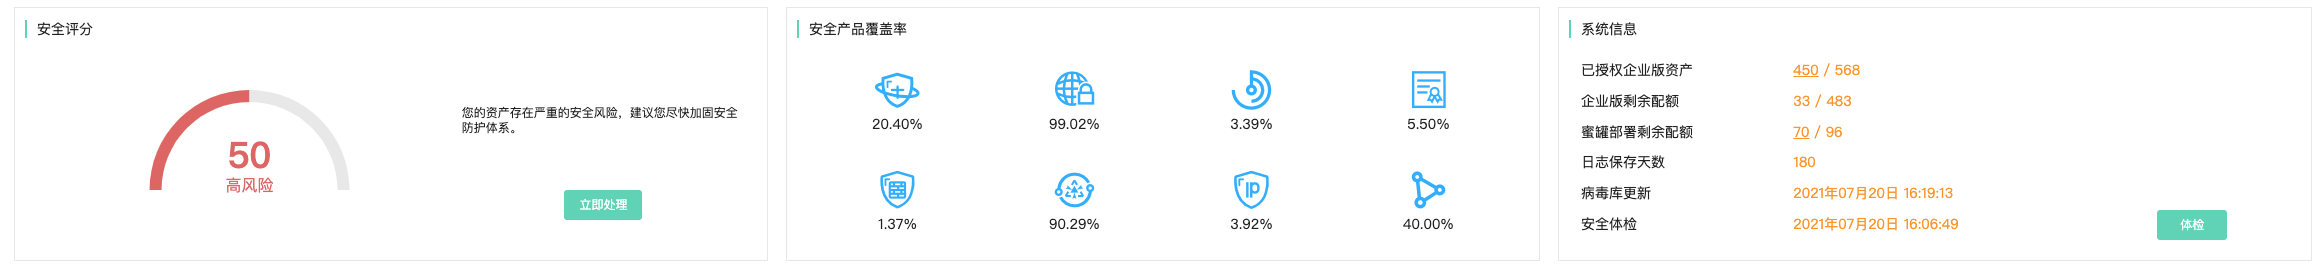 安全评分
50
高风险
您的资产存在严重的安全风险，建议您尽快加固安全
防护体系。
立即处理
安全产品覆盖率
20.40% 99.02% 3.39% 5.50%
IP
1.37% 90.29% 3.92% 40.00%
系统信息
已授权企业版资产 450 / 568
企业版剩余配额 33 / 483
蜜罐部署剩余配额 70 / 96
日志保存天数 180
病毒库更新 2021年07月20日 16:19:13
安全体检 2021年07月20日 16:06:49 体检